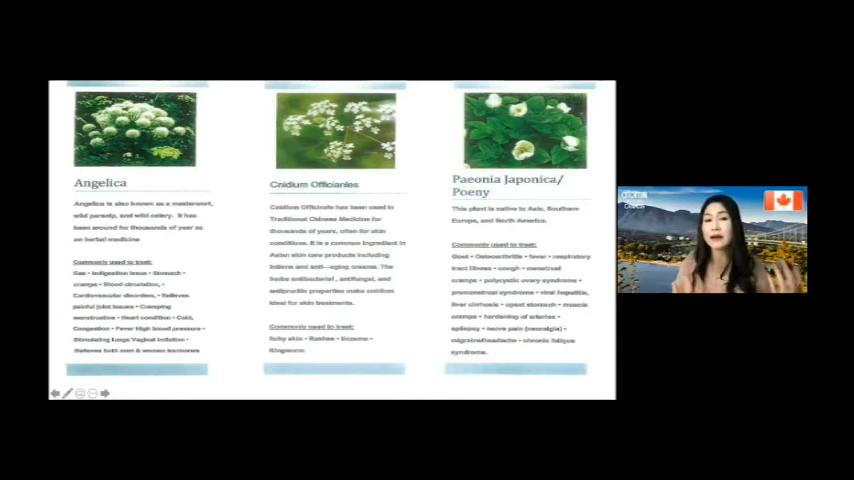 Angelica
Angelica is also known as a masterwort,
wild parsnip, and wild celery. It has
been around for thousands of year as
an herbal medicine
Commonly used to treat:
Gas • Indigestion issue • Stomach
cramps • Blood circulation, •
Cardiovascular disorders, • Relieves
painful joint issues • Cramping
menstruation • Heart condition • Cold,
Congestion • Fever High blood pressure •
Stimulating lungs Vaginal irritation •
Relieves both men & women hormones
Cnidium Officianles
Cnidium Officinale has been used in
Traditional Chinese Medicine for
thousands of years, often for skin
conditions. It is a common ingredient in
Asian skin care products including
lotions and anti-aging creams. The
herbs antibacterial, antifungal, and
antipruritic properties make cnidium
ideal for skin treatments.
Commonly used to treat:
Itchy skin • Rashes • Eczema •
Ringworm
Paeonia Japonica/
Poeny
This plant is native to Asia, Southern
Europe, and North America.
Commonly used to treat:
Gout • Osteoarthritis • fever • respiratory
tract illness • cough • menstrual
cramps • polycystic ovary syndrome •
premenstrual syndrome • viral hepatitis,
liver cirrhosis • upset stomach • muscle
cramps • hardening of arteries •
epilepsy • nerve pain (neuralgia) •
migraine/headache • chronic fatigue
syndrome.